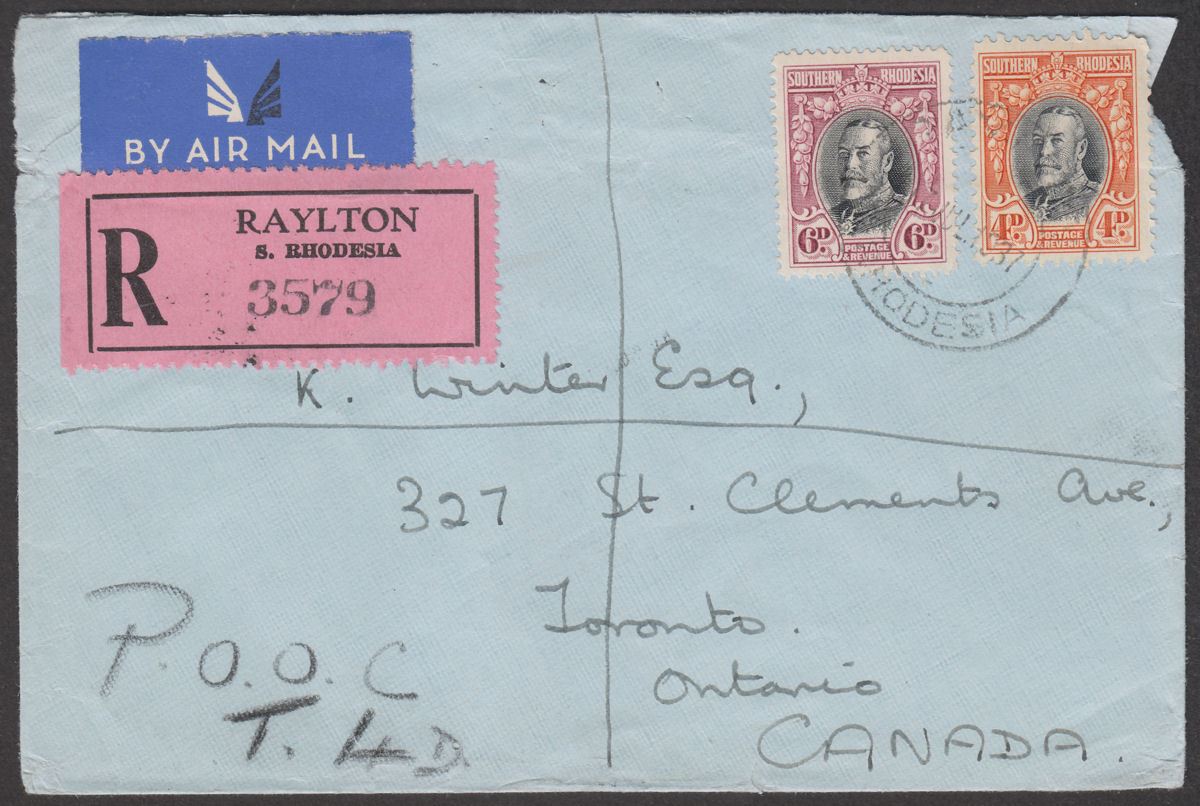 BY AIR MAIL
R
RAYLTON
S. RHODESIA
3579
SOUTHERN RHODESIA
6D. POSTAGE & REVENUE 6D.
SOUTHERN RHODESIA
4D. POSTAGE & REVENUE 4D.
37
RHODESIA
K. Winter Esq.,
327 St. Clements Ave.,
Toronto.
Ontario
CANADA.
P.O.O.C
T. 4D.